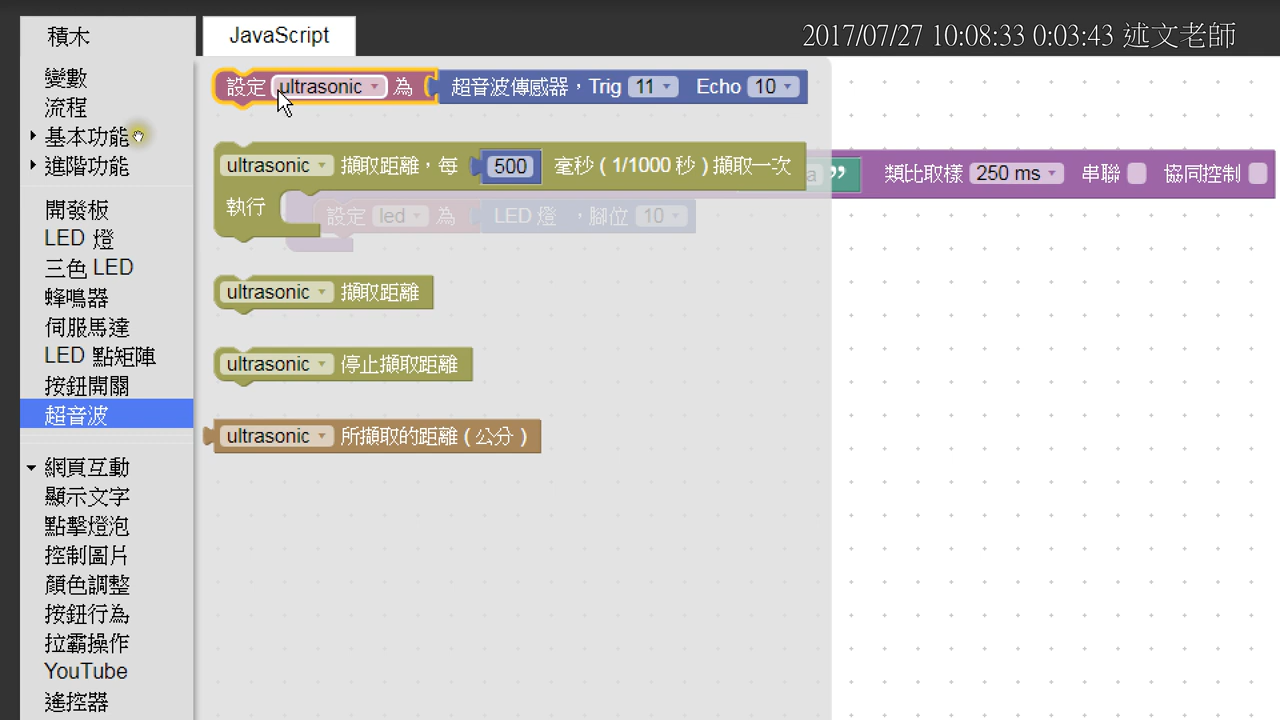 積木
JavaScript
2017/07/27 10:08:33 0:03:43 述文老師
變數
流程
基本功能
進階功能
開發板
LED 燈
三色 LED
蜂鳴器
伺服馬達
LED 點矩陣
按鈕開關
超音波
網頁互動
顯示文字
點擊燈泡
控制圖片
顏色調整
按鈕行為
拉霸操作
YouTube
遙控器
設定 ultrasonic 為 超音波傳感器，Trig 11 Echo 10
ultrasonic 擷取距離，每 500 毫秒 ( 1/1000 秒 ) 擷取一次
執行
a ” 類比取樣 250 ms 串聯 協同控制
設定 led 為 LED 燈 ，腳位 10
ultrasonic 擷取距離
ultrasonic 停止擷取距離
ultrasonic 所擷取的距離 ( 公分 )